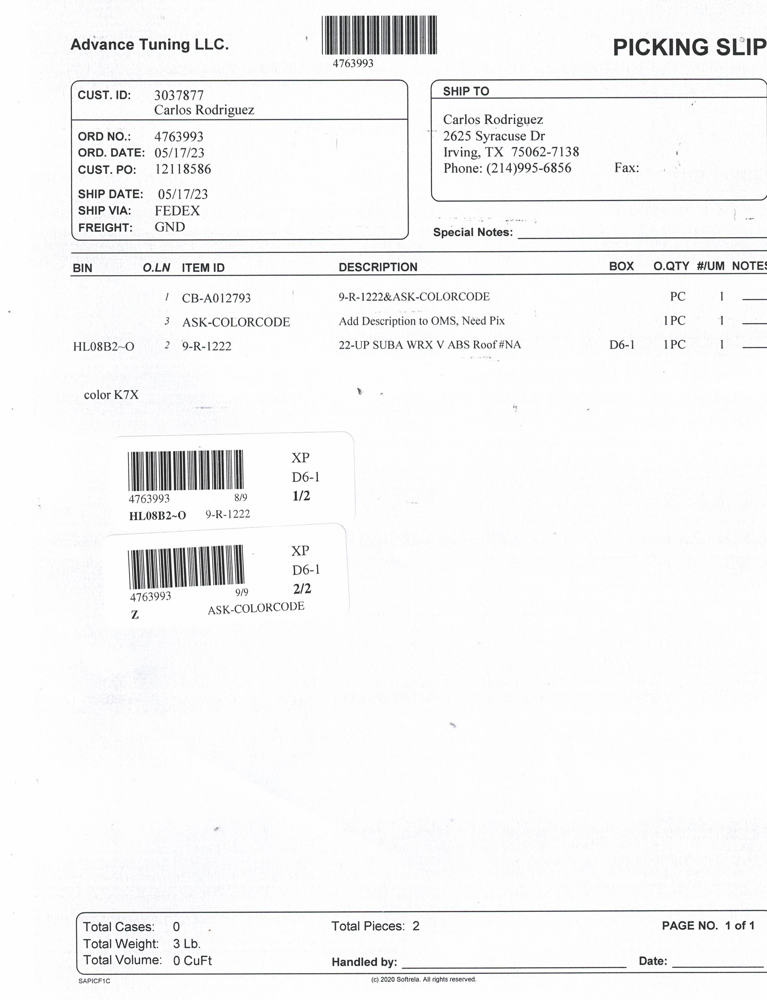 Advance Tuning LLC.
4763993
PICKING SLIP
CUST. ID: 3037877
Carlos Rodriguez
ORD NO.: 4763993
ORD. DATE: 05/17/23
CUST. PO: 12118586
SHIP DATE: 05/17/23
SHIP VIA: FEDEX
FREIGHT: GND
SHIP TO
Carlos Rodriguez
2625 Syracuse Dr
Irving, TX 75062-7138
Phone: (214)995-6856 Fax:
Special Notes:
BIN O.LN ITEM ID DESCRIPTION BOX O.QTY #/UM NOTES
1 CB-A012793 9-R-1222&ASK-COLORCODE PC 1
3 ASK-COLORCODE Add Description to OMS, Need Pix 1 PC 1
HL08B2~O 2 9-R-1222 22-UP SUBA WRX V ABS Roof #NA D6-1 1 PC 1
color K7X
XP
D6-1
4763993 8/9 1/2
HL08B2~O 9-R-1222
XP
D6-1
4763993 9/9 2/2
Z ASK-COLORCODE
Total Cases: 0 Total Pieces: 2 PAGE NO. 1 of 1
Total Weight: 3 Lb.
Total Volume: 0 CuFt Handled by: Date:
SAPICF1C (c) 2020 Softrela. All rights reserved.